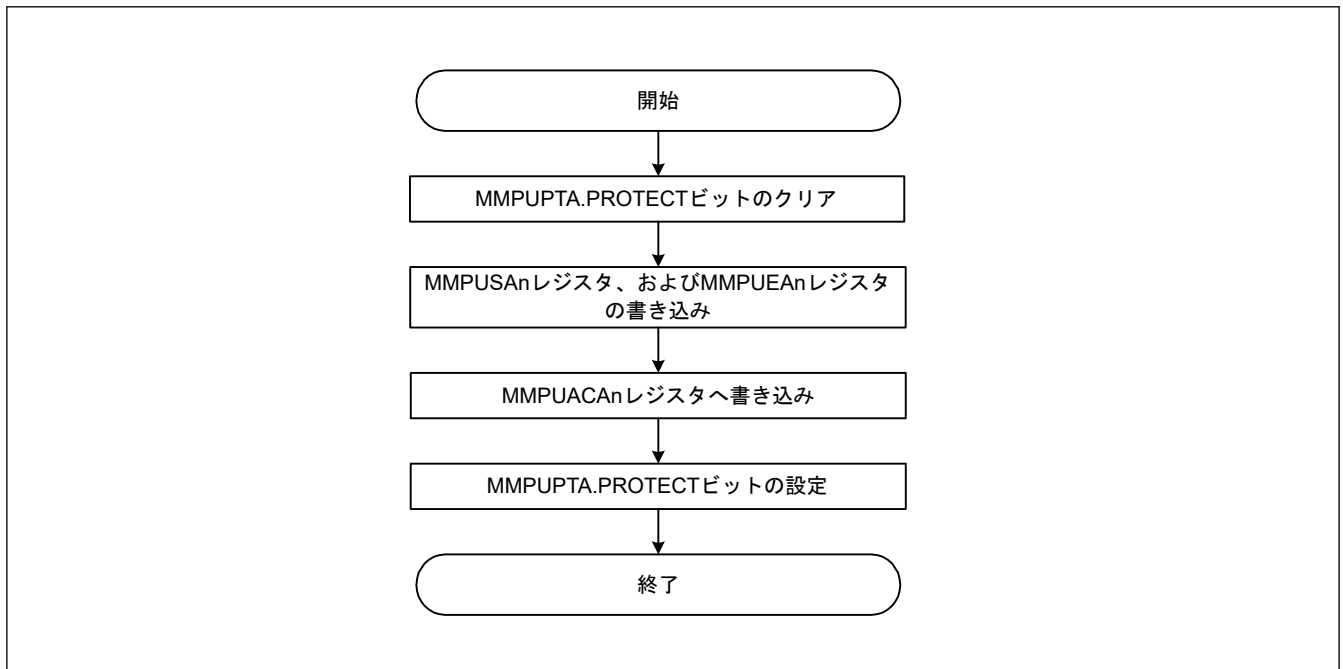 開始
MMPUPTA.PROTECTビットのクリア
MMPUSAnレジスタ、およびMMPUEAnレジスタ
の書き込み
MMPUACAnレジスタへ書き込み
MMPUPTA.PROTECTビットの設定
終了